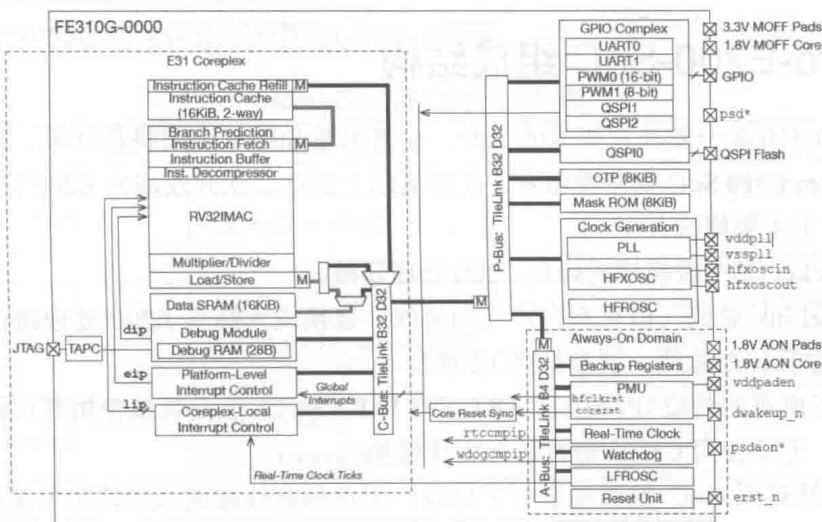 FE310G-0000
E31 Coreplex
Instruction Cache Refill M
Instruction Cache
(16KiB, 2-way)
Branch Prediction
Instruction Fetch M
Instruction Buffer
Inst. Decompressor
RV32IMAC
Multiplier/Divider
Load/Store M
Data SRAM (16KiB)
dip
Debug Module
Debug RAM (28B)
JTAG
TAPC
eip
Platform-Level
Interrupt Control
Global
Interrupts
lip
Coreplex-Local
Interrupt Control
Real-Time Clock Ticks
C-Bus: TileLink B32 D32
Core Reset Sync
M
P-Bus: TileLink B32 D32
GPIO Complex
UART0
UART1
PWM0 (16-bit)
PWM1 (8-bit)
QSPI1
QSPI2
QSPI0
OTP (8KiB)
Mask ROM (8KiB)
Clock Generation
PLL
HFXOSC
HFROSC
M
A-Bus: TileLink B4 D32
Always-On Domain
Backup Registers
PMU
hfclkrst
corerst
rtccmpip
Real-Time Clock
wdogcmpip
Watchdog
LFROSC
Reset Unit
3.3V MOFF Pads
1.8V MOFF Core
GPIO
psd*
QSPI Flash
vddpll
vsspll
hfxoscin
hfxoscout
1.8V AON Pads
1.8V AON Core
vddpaden
dwakeup_n
psdaon*
erst_n